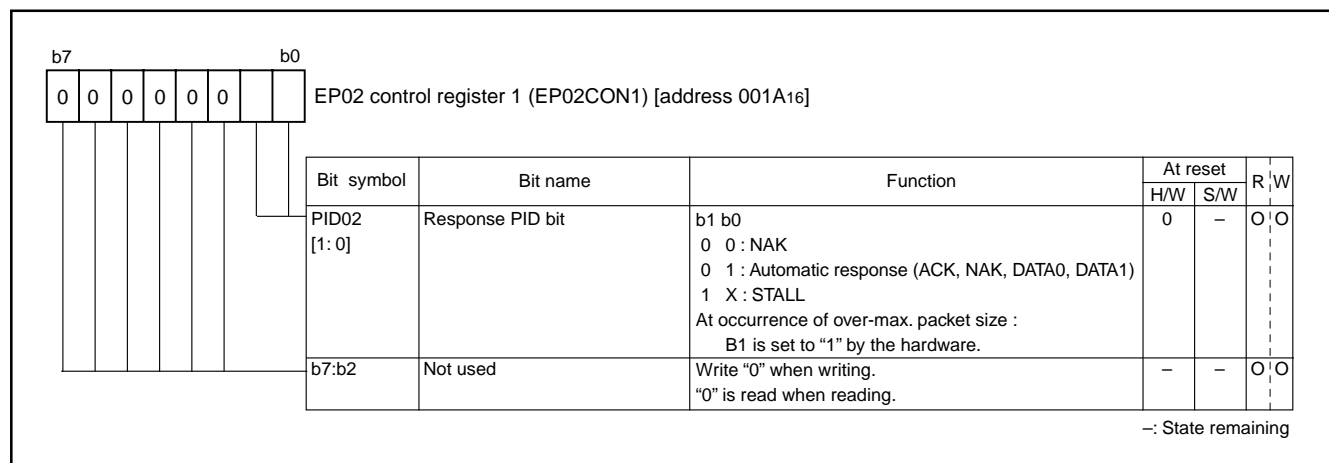 b7 b0
0 0 0 0 0 0 EP02 control register 1 (EP02CON1) [address 001A16]
Bit symbol Bit name Function At reset R W
H/W S/W
PID02 Response PID bit b1 b0 0 – O O
[1: 0] 0 0 : NAK
0 1 : Automatic response (ACK, NAK, DATA0, DATA1)
1 X : STALL
At occurrence of over-max. packet size :
B1 is set to “1” by the hardware.
b7:b2 Not used Write “0” when writing. – – O O
“0” is read when reading.
–: State remaining